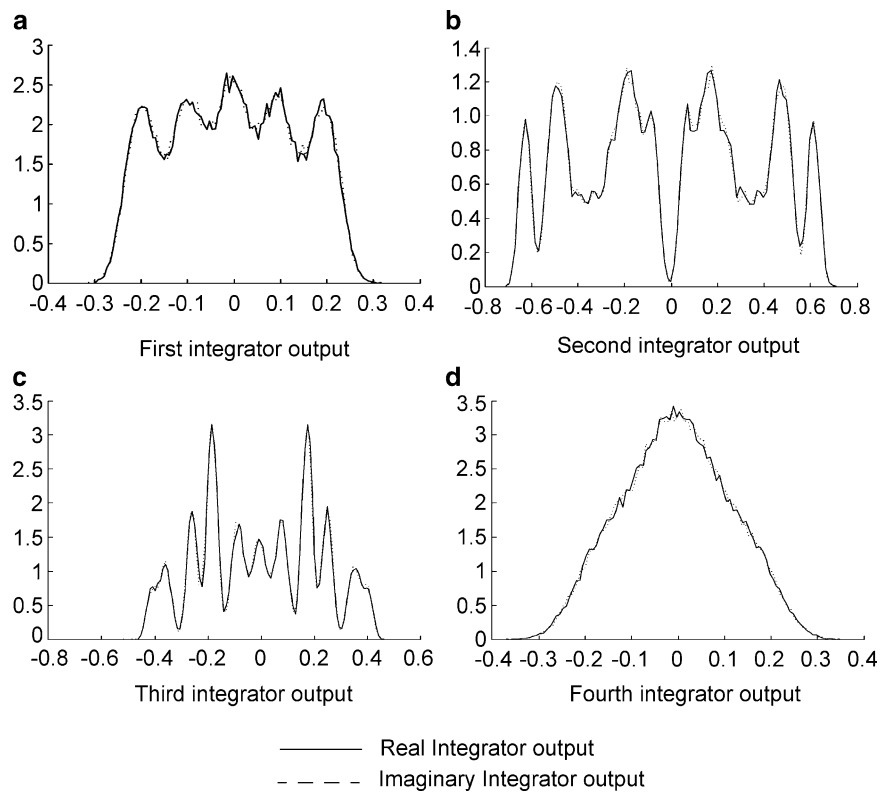 a
3
2.5
2
1.5
1
0.5
0
-0.4 -0.3 -0.2 -0.1 0 0.1 0.2 0.3 0.4
First integrator output
b
1.4
1.2
1.0
0.8
0.6
0.4
0.2
0
-0.8 -0.6 -0.4 -0.2 0 0.2 0.4 0.6 0.8
Second integrator output
c
3.5
3
2.5
2
1.5
1
0.5
0
-0.8 -0.6 -0.4 -0.2 0 0.2 0.4 0.6
Third integrator output
d
3.5
3
2.5
2
1.5
1
0.5
0
-0.4 -0.3 -0.2 -0.1 0 0.1 0.2 0.3 0.4
Fourth integrator output
Real Integrator output
Imaginary Integrator output